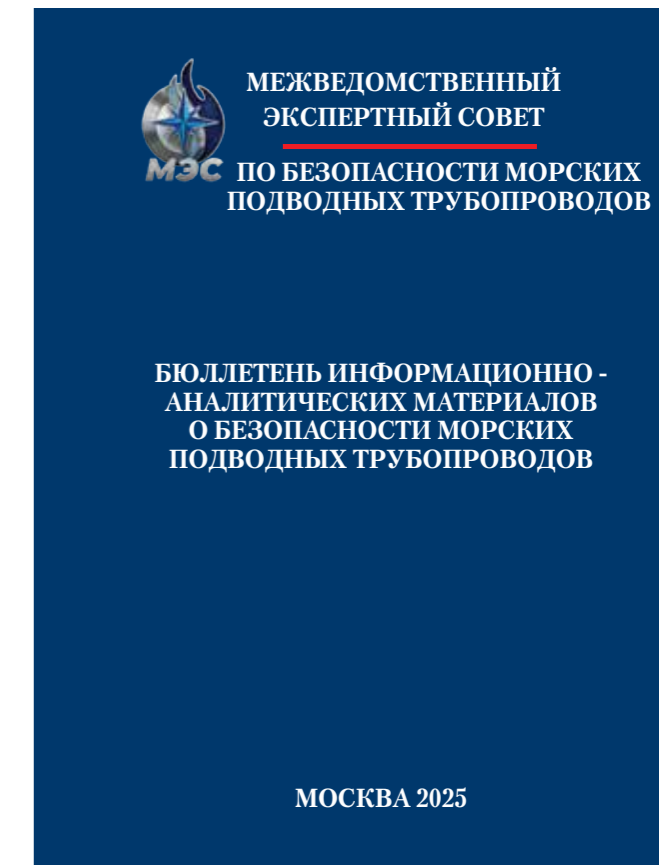 МЕЖВЕДОМСТВЕННЫЙ
ЭКСПЕРТНЫЙ СОВЕТ
МЭС
ПО БЕЗОПАСНОСТИ МОРСКИХ
ПОДВОДНЫХ ТРУБОПРОВОДОВ
БЮЛЛЕТЕНЬ ИНФОРМАЦИОННО -
АНАЛИТИЧЕСКИХ МАТЕРИАЛОВ
О БЕЗОПАСНОСТИ МОРСКИХ
ПОДВОДНЫХ ТРУБОПРОВОДОВ
МОСКВА 2025